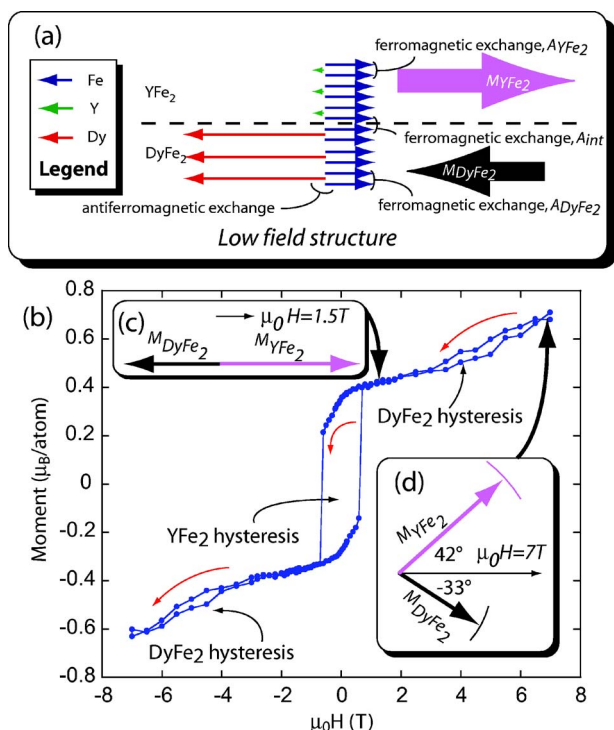 (a)
ferromagnetic exchange, AYFe2
Fe
Y
Dy
Legend
YFe2
MYFe2
ferromagnetic exchange, Aint
DyFe2
MDyFe2
antiferromagnetic exchange
ferromagnetic exchange, ADyFe2
Low field structure
(b)
0.8
0.6
0.4
0.2
0
-0.2
-0.4
-0.6
-0.8
Moment (μB/atom)
(c)
μ0H=1.5T
MDyFe2
MYFe2
DyFe2 hysteresis
YFe2 hysteresis
(d)
MYFe2
42°
μ0H=7T
-33°
MDyFe2
DyFe2 hysteresis
-8 -6 -4 -2 0 2 4 6 8
μ0H (T)